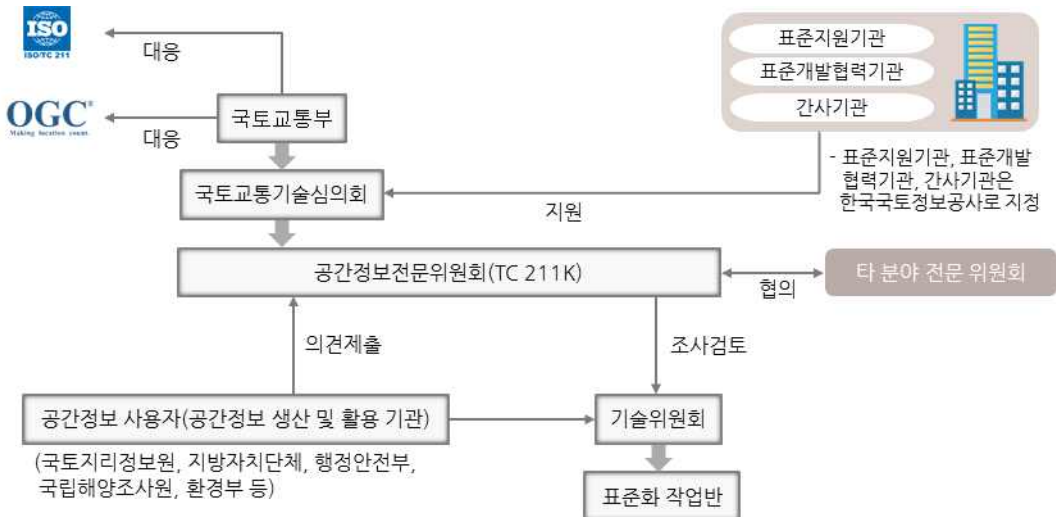 ISO
ISO/TC 211
대응
OGC®
Making location count.
대응
국토교통부
표준지원기관
표준개발협력기관
간사기관
- 표준지원기관, 표준개발
협력기관, 간사기관은
한국국토정보공사로 지정
국토교통기술심의회
지원
공간정보전문위원회(TC 211K)
협의
타 분야 전문 위원회
의견제출
조사검토
공간정보 사용자(공간정보 생산 및 활용 기관)
기술위원회
(국토지리정보원, 지방자치단체, 행정안전부,
국립해양조사원, 환경부 등)
표준화 작업반